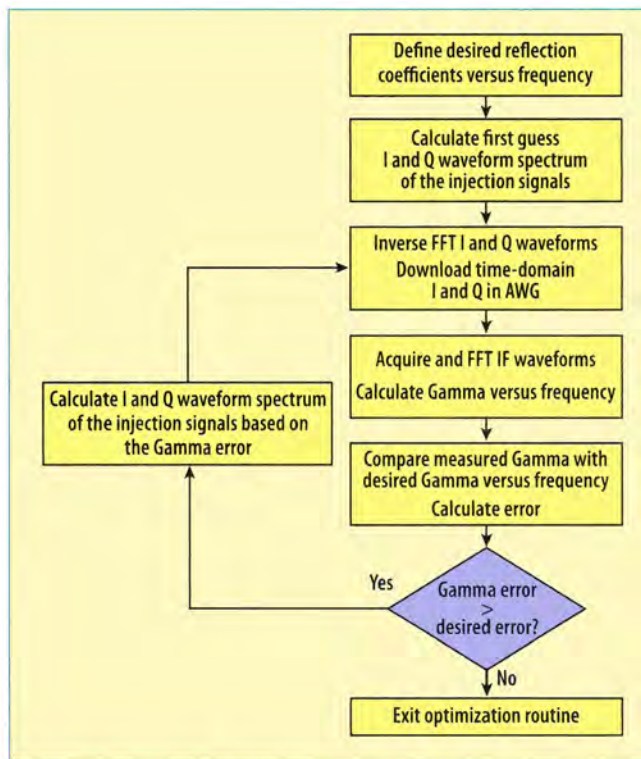 Define desired reflection
coefficients versus frequency
Calculate first guess
I and Q waveform spectrum
of the injection signals
Inverse FFT I and Q waveforms
Download time-domain
I and Q in AWG
Acquire and FFT IF waveforms
Calculate Gamma versus frequency
Calculate I and Q waveform spectrum
of the injection signals based on
the Gamma error
Compare measured Gamma with
desired Gamma versus frequency
Calculate error
Yes
Gamma error
>
desired error?
No
Exit optimization routine